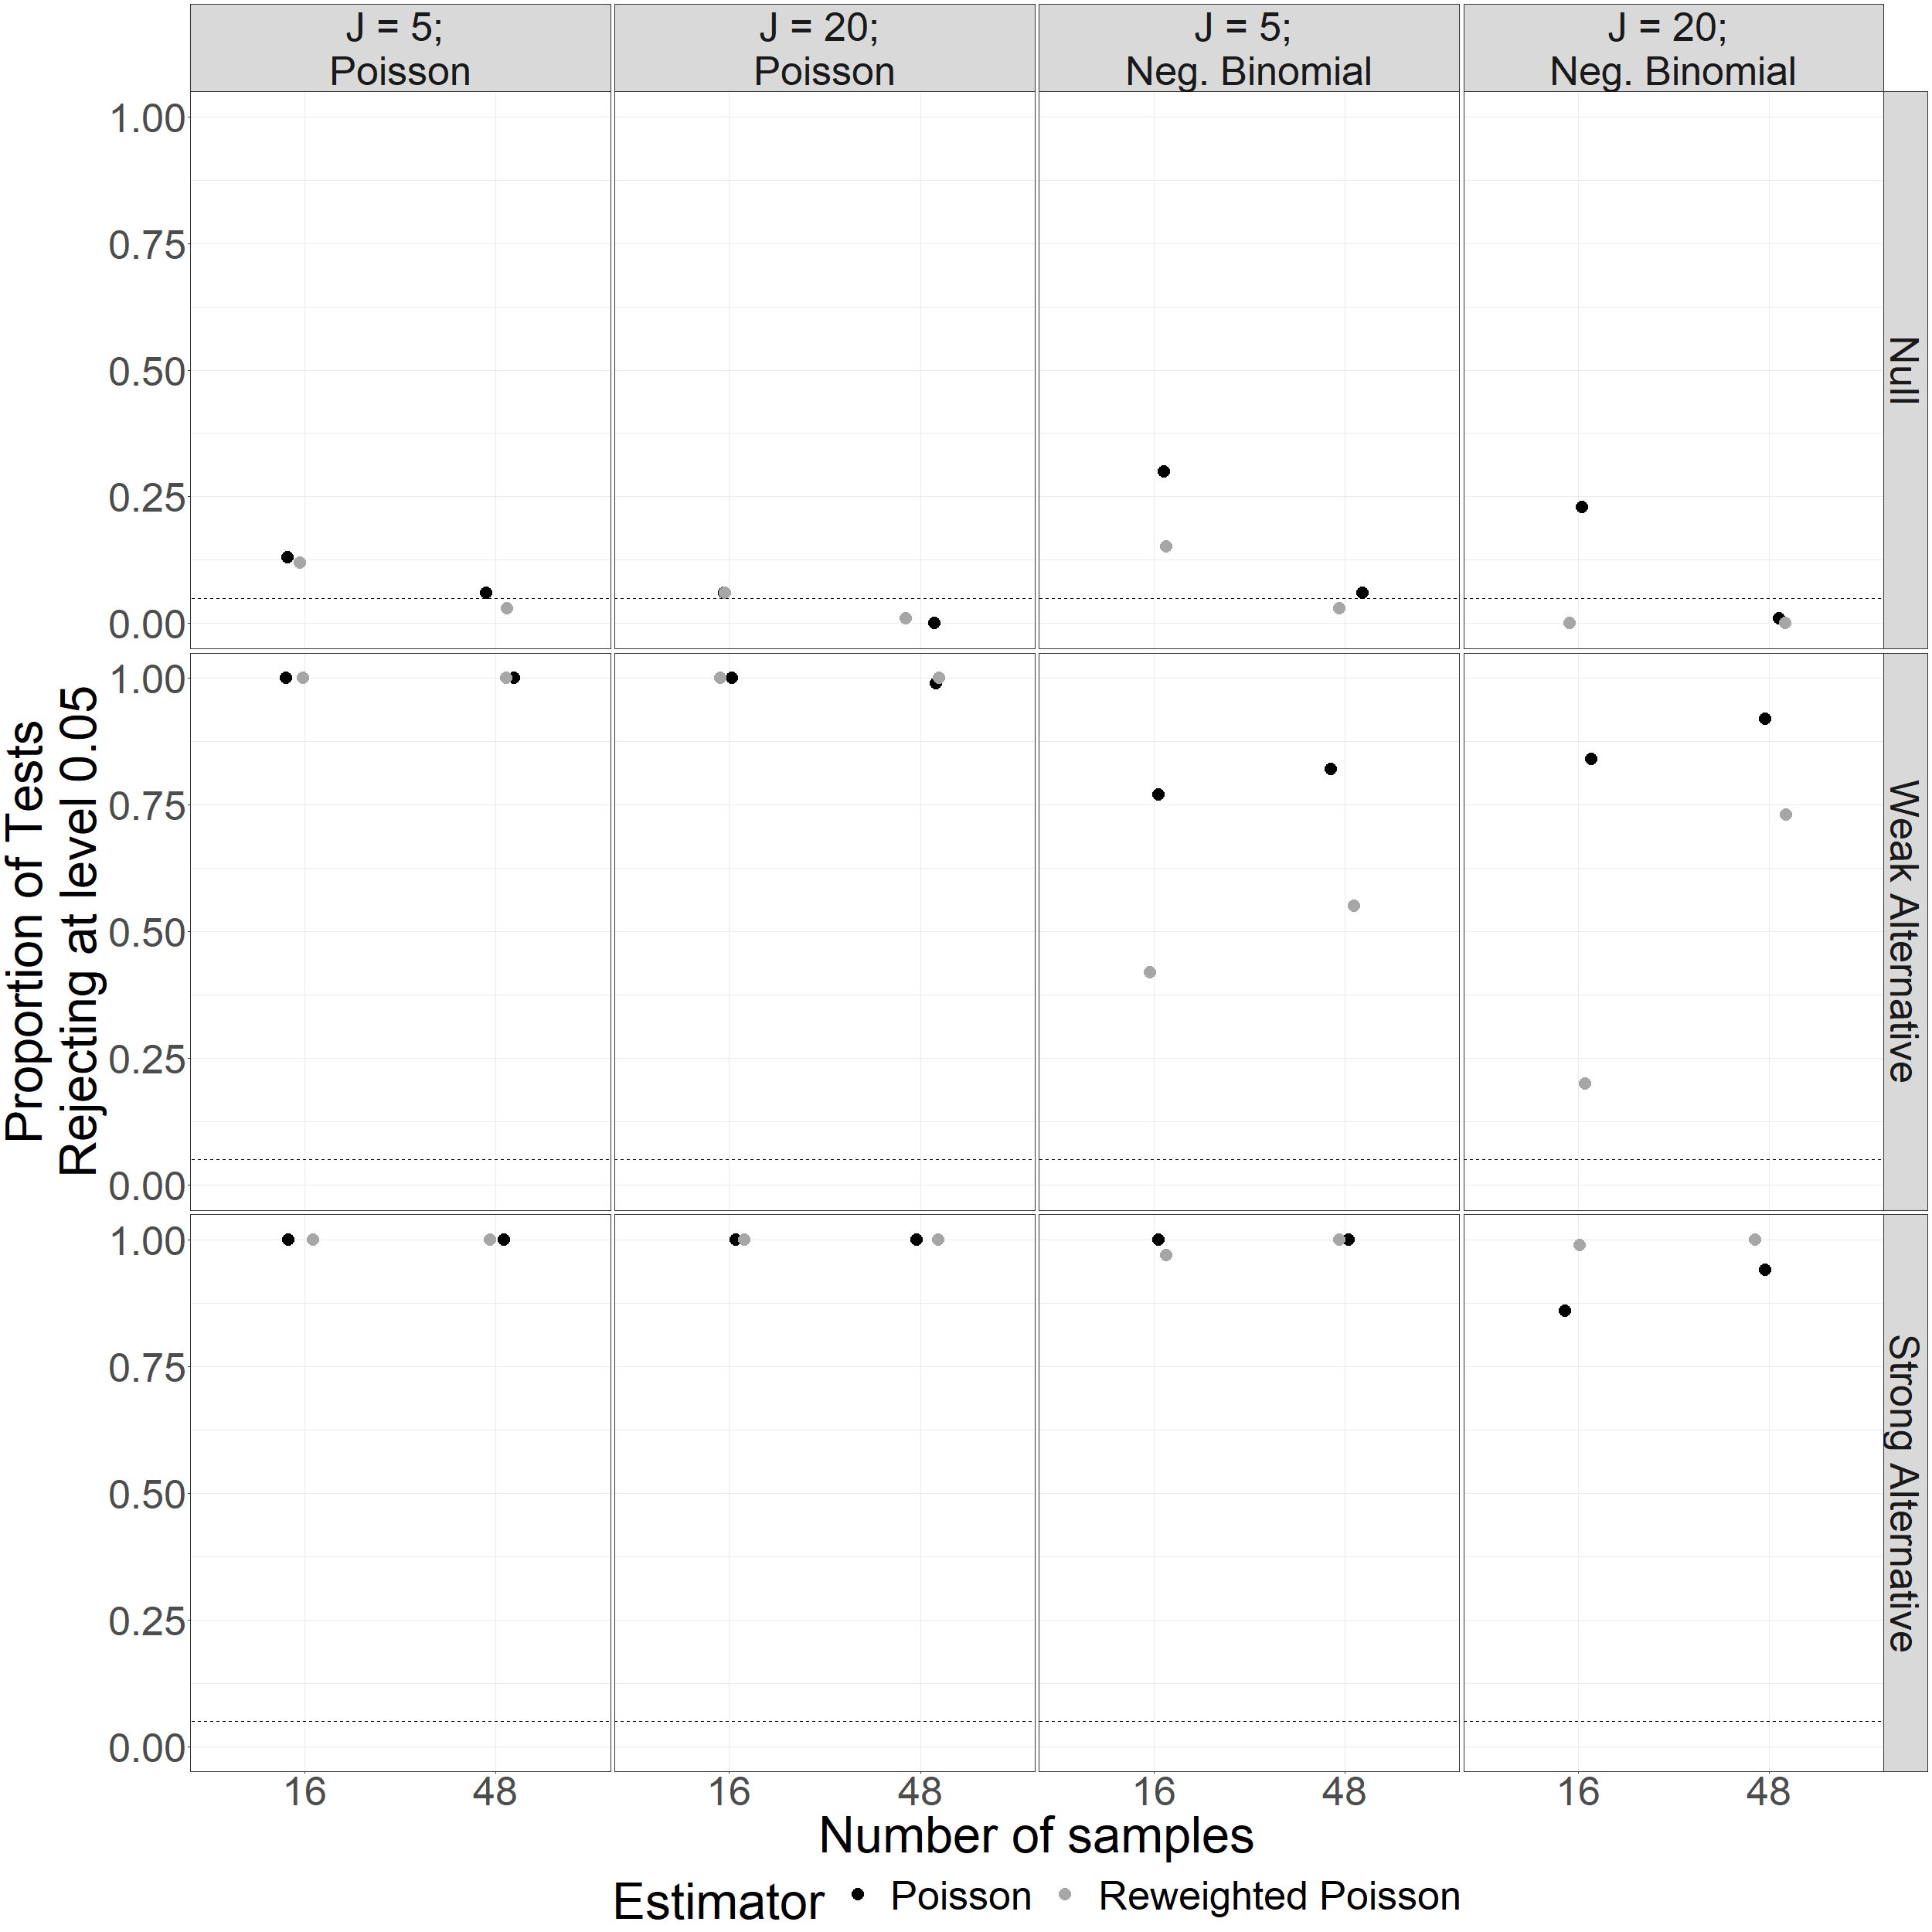 J = 5;
Poisson
J = 20;
Poisson
J = 5;
Neg. Binomial
J = 20;
Neg. Binomial
1.00
0.75
0.50
0.25
0.00
Null
1.00
0.75
0.50
0.25
0.00
Weak Alternative
1.00
0.75
0.50
0.25
0.00
Strong Alternative
Proportion of Tests
Rejecting at level 0.05
16
48
16
48
16
48
16
48
Number of samples
Estimator Poisson Reweighted Poisson